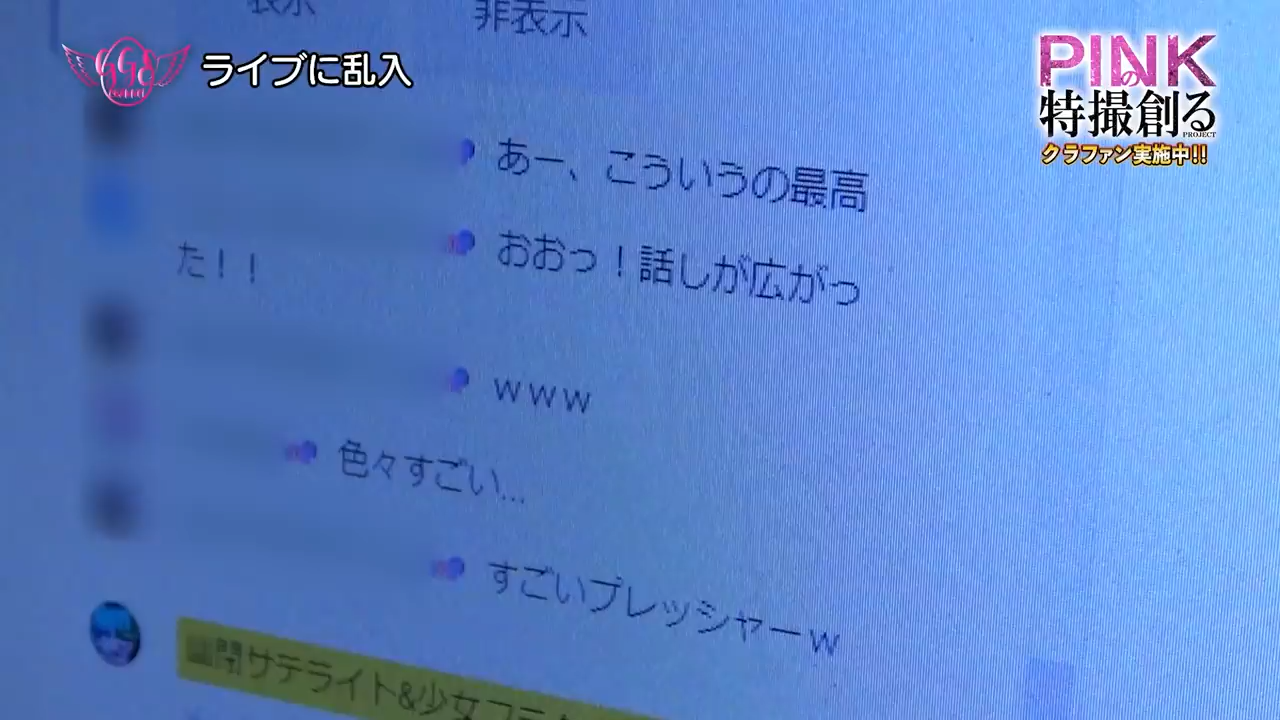 表示
非表示
ライブに乱入
PINKの
特撮創る
PROJECT
クラファン実施中!!
あー、こういうの最高
おおっ！話しが広がっ
た！！
ｗｗｗ
色々すごい...
すごいプレッシャーｗ
幽閉サテライト&少女フラク